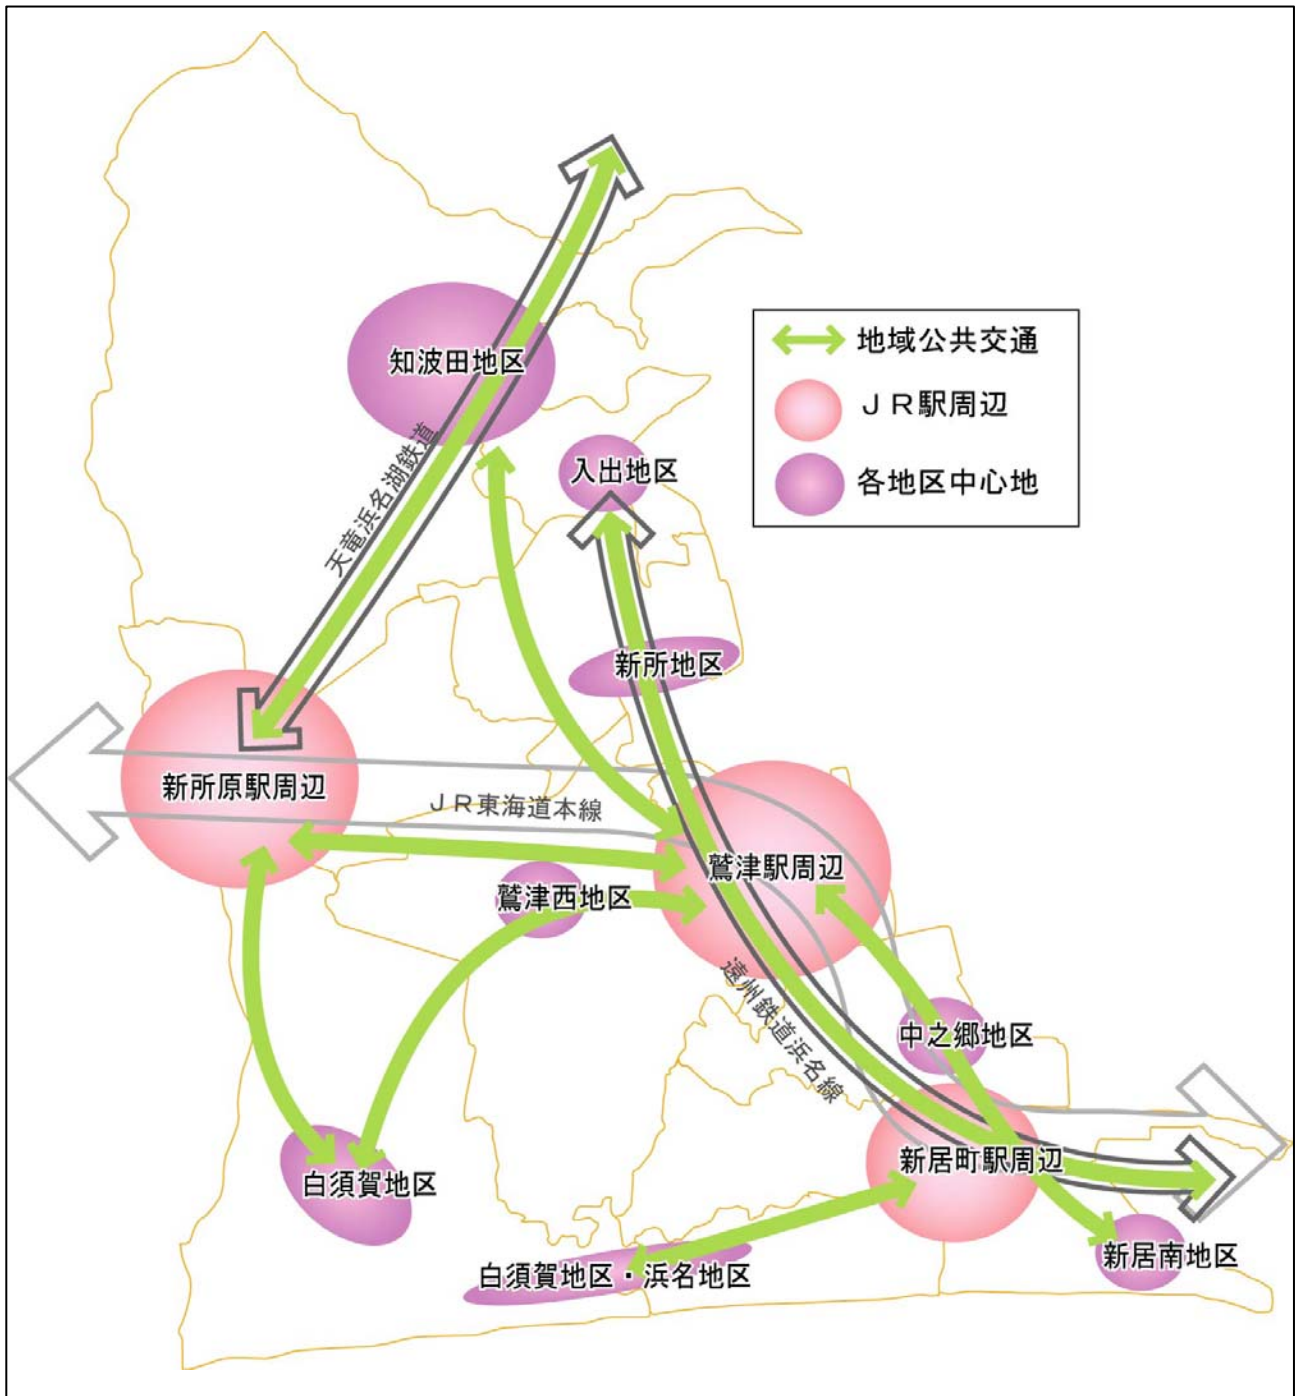 地域公共交通
ＪＲ駅周辺
各地区中心地
知波田地区
入出地区
天竜浜名湖鉄道
新所地区
新所原駅周辺
ＪＲ東海道本線
鷲津駅周辺
鷲津西地区
遠州鉄道浜名線
中之郷地区
新居町駅周辺
白須賀地区
新居南地区
白須賀地区・浜名地区